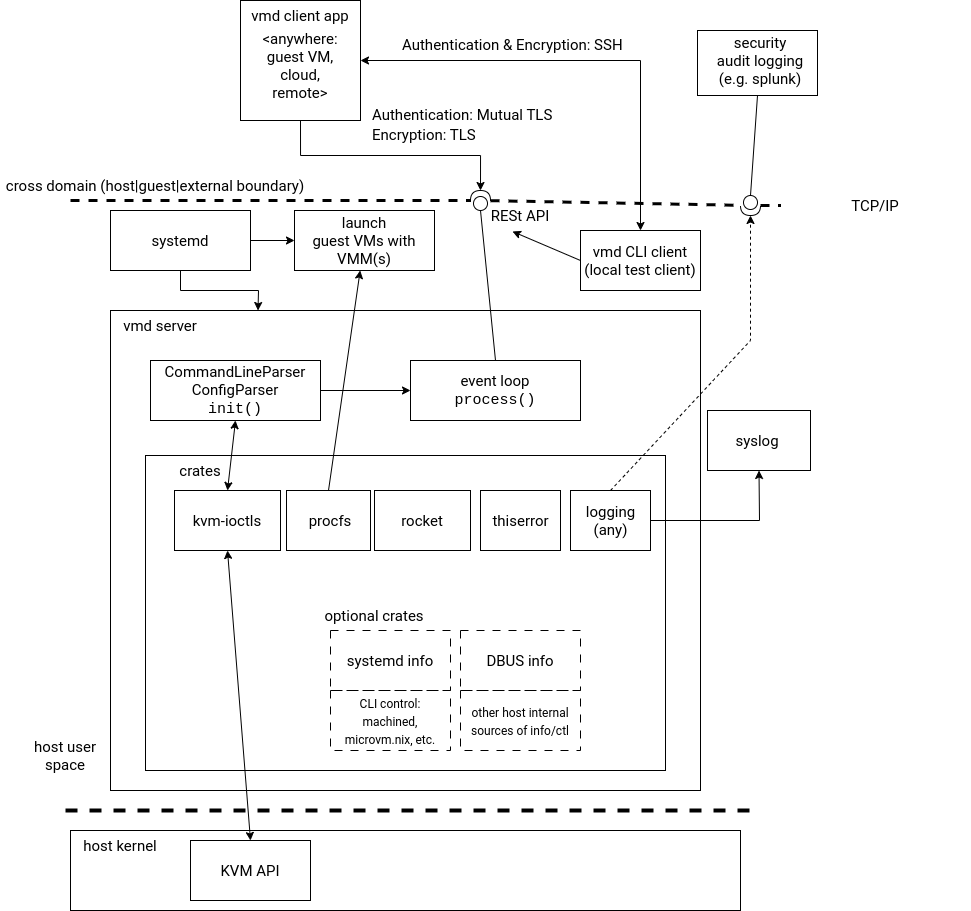 vmd client app
<anywhere:
guest VM,
cloud,
remote>
Authentication & Encryption: SSH
security
audit logging
(e.g. splunk)
Authentication: Mutual TLS
Encryption: TLS
cross domain (host|guest|external boundary)
TCP/IP
RESt API
systemd
launch
guest VMs with
VMM(s)
vmd CLI client
(local test client)
vmd server
CommandLineParser
ConfigParser
init()
event loop
process()
syslog
crates
kvm-ioctls
procfs
rocket
thiserror
logging
(any)
optional crates
systemd info
DBUS info
CLI control:
machined,
microvm.nix, etc.
other host internal
sources of info/ctl
host user
space
host kernel
KVM API